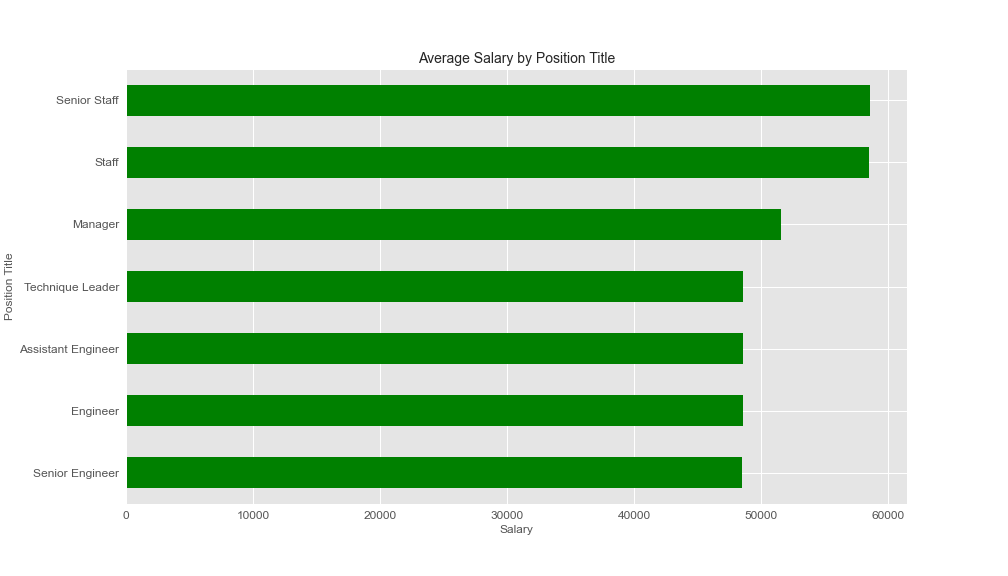 Average Salary by Position Title
Position Title
Senior Staff
Staff
Manager
Technique Leader
Assistant Engineer
Engineer
Senior Engineer
0 10000 20000 30000 40000 50000 60000
Salary